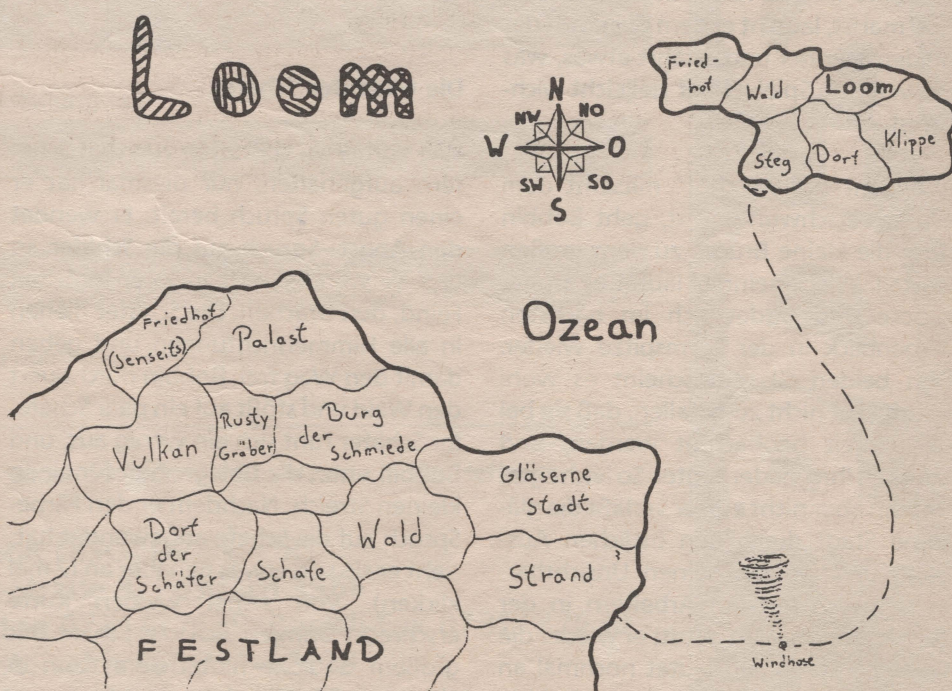 Loom
N
NW NO
W O
SW SO
S
Fried-
hof
Wald
Loom
Steg
Dorf
Klippe
Ozean
Friedhof
(Jenseits)
Palast
Vulkan
Rusty
Gräber
Burg
der
Schmiede
Gläserne
Stadt
Dorf
der
Schäfer
Schafe
Wald
Strand
FESTLAND
Windhose